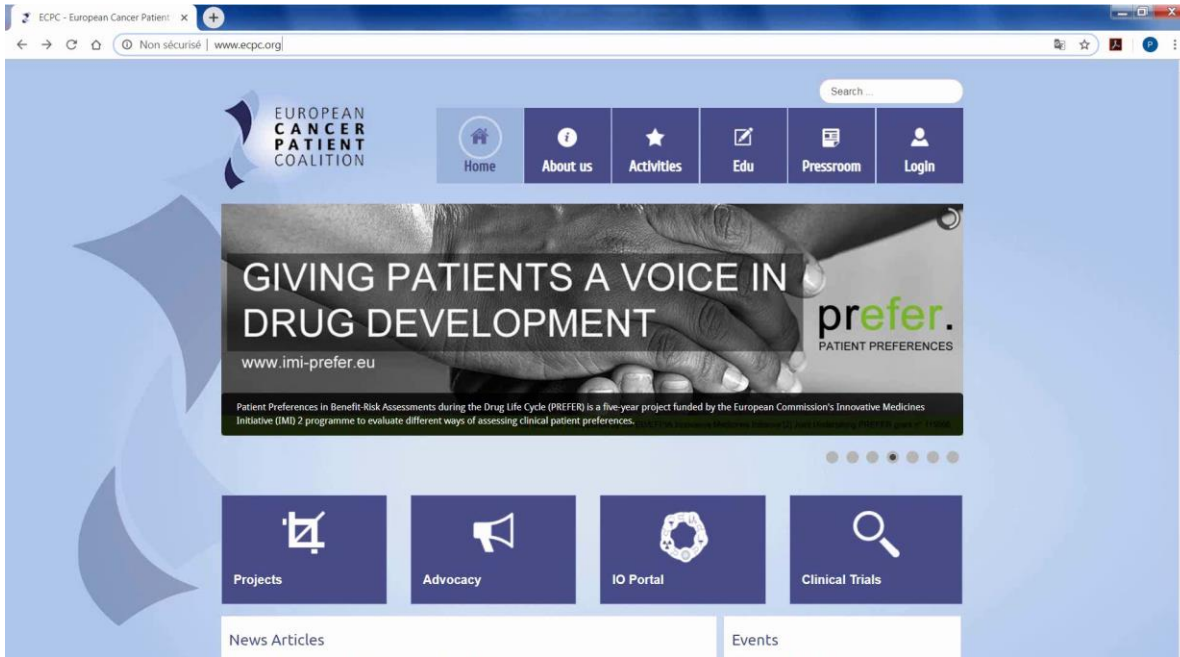 ECPC - European Cancer Patient
Non sécurisé | www.ecpc.org
Search ...
EUROPEAN
CANCER
PATIENT
COALITION
Home
About us
Activities
Edu
Pressroom
Login
GIVING PATIENTS A VOICE IN
DRUG DEVELOPMENT
www.imi-prefer.eu
prefer.
PATIENT PREFERENCES
Patient Preferences in Benefit-Risk Assessments during the Drug Life Cycle (PREFER) is a five-year project funded by the European Commission's Innovative Medicines
Initiative (IMI) 2 programme to evaluate different ways of assessing clinical patient preferences.
Projects
Advocacy
IO Portal
Clinical Trials
News Articles
Events